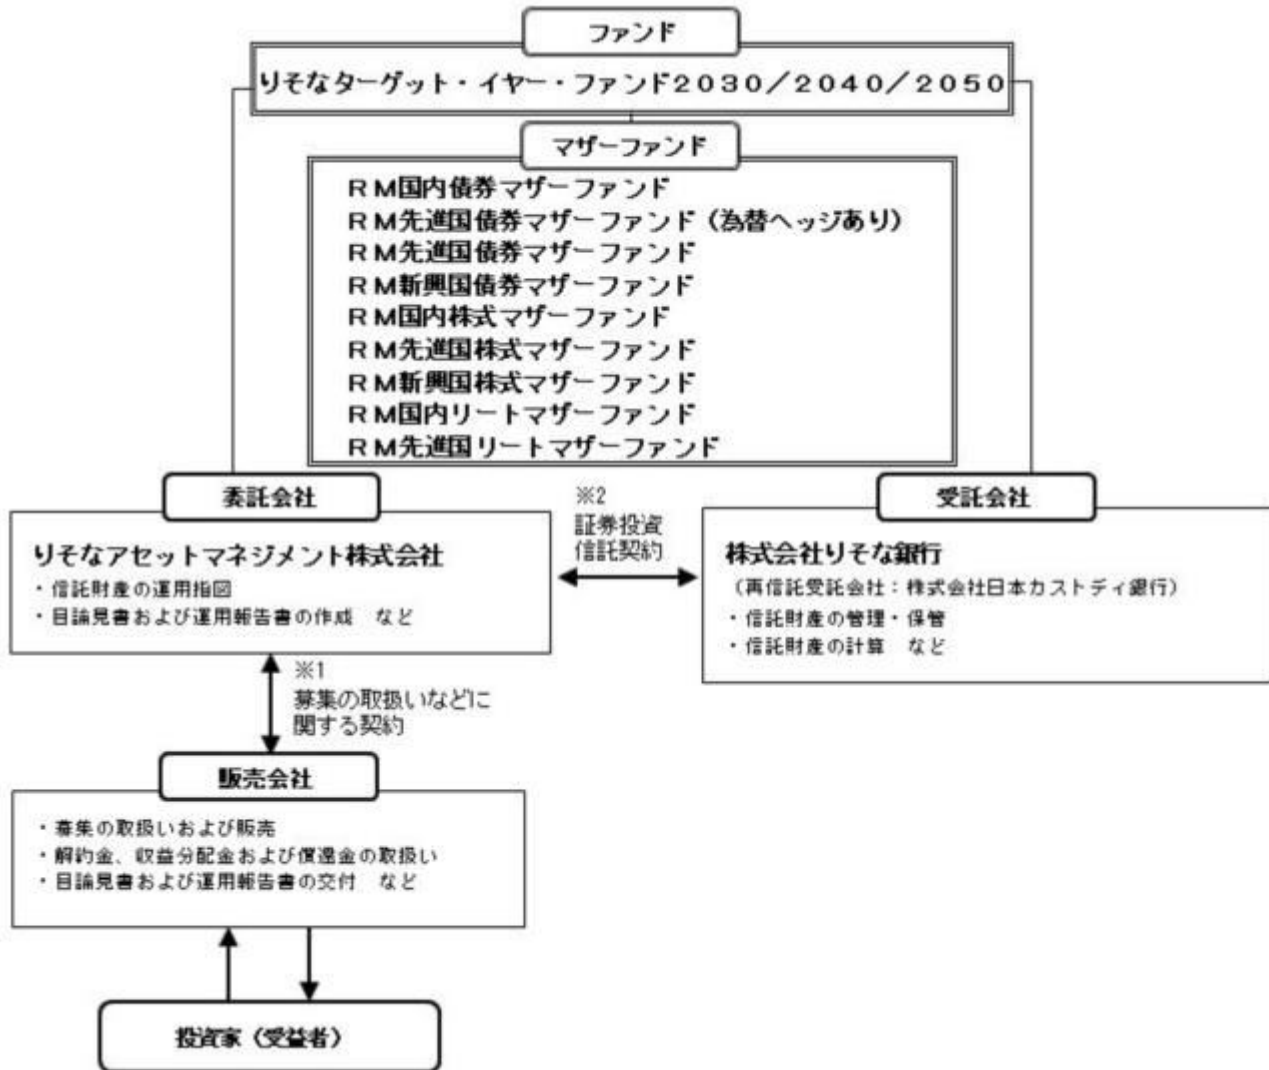 ファンド
りそなターゲット・イヤー・ファンド2030/2040/2050
マザーファンド
RM国内債券マザーファンド
RM先進国債券マザーファンド(為替ヘッジあり)
RM先進国債券マザーファンド
RM新興国債券マザーファンド
RM国内株式マザーファンド
RM先進国株式マザーファンド
RM新興国株式マザーファンド
RM国内リートマザーファンド
RM先進国リートマザーファンド
委託会社
りそなアセットマネジメント株式会社
・信託財産の運用指図
・目論見書および運用報告書の作成 など
※2
証券投資
信託契約
受託会社
株式会社りそな銀行
(再信託受託会社:株式会社日本カストディ銀行)
・信託財産の管理・保管
・信託財産の計算 など
※1
募集の取扱いなどに
関する契約
販売会社
・募集の取扱いおよび販売
・解約金、収益分配金および償還金の取扱い
・目論見書および運用報告書の交付 など
投資家(受益者)